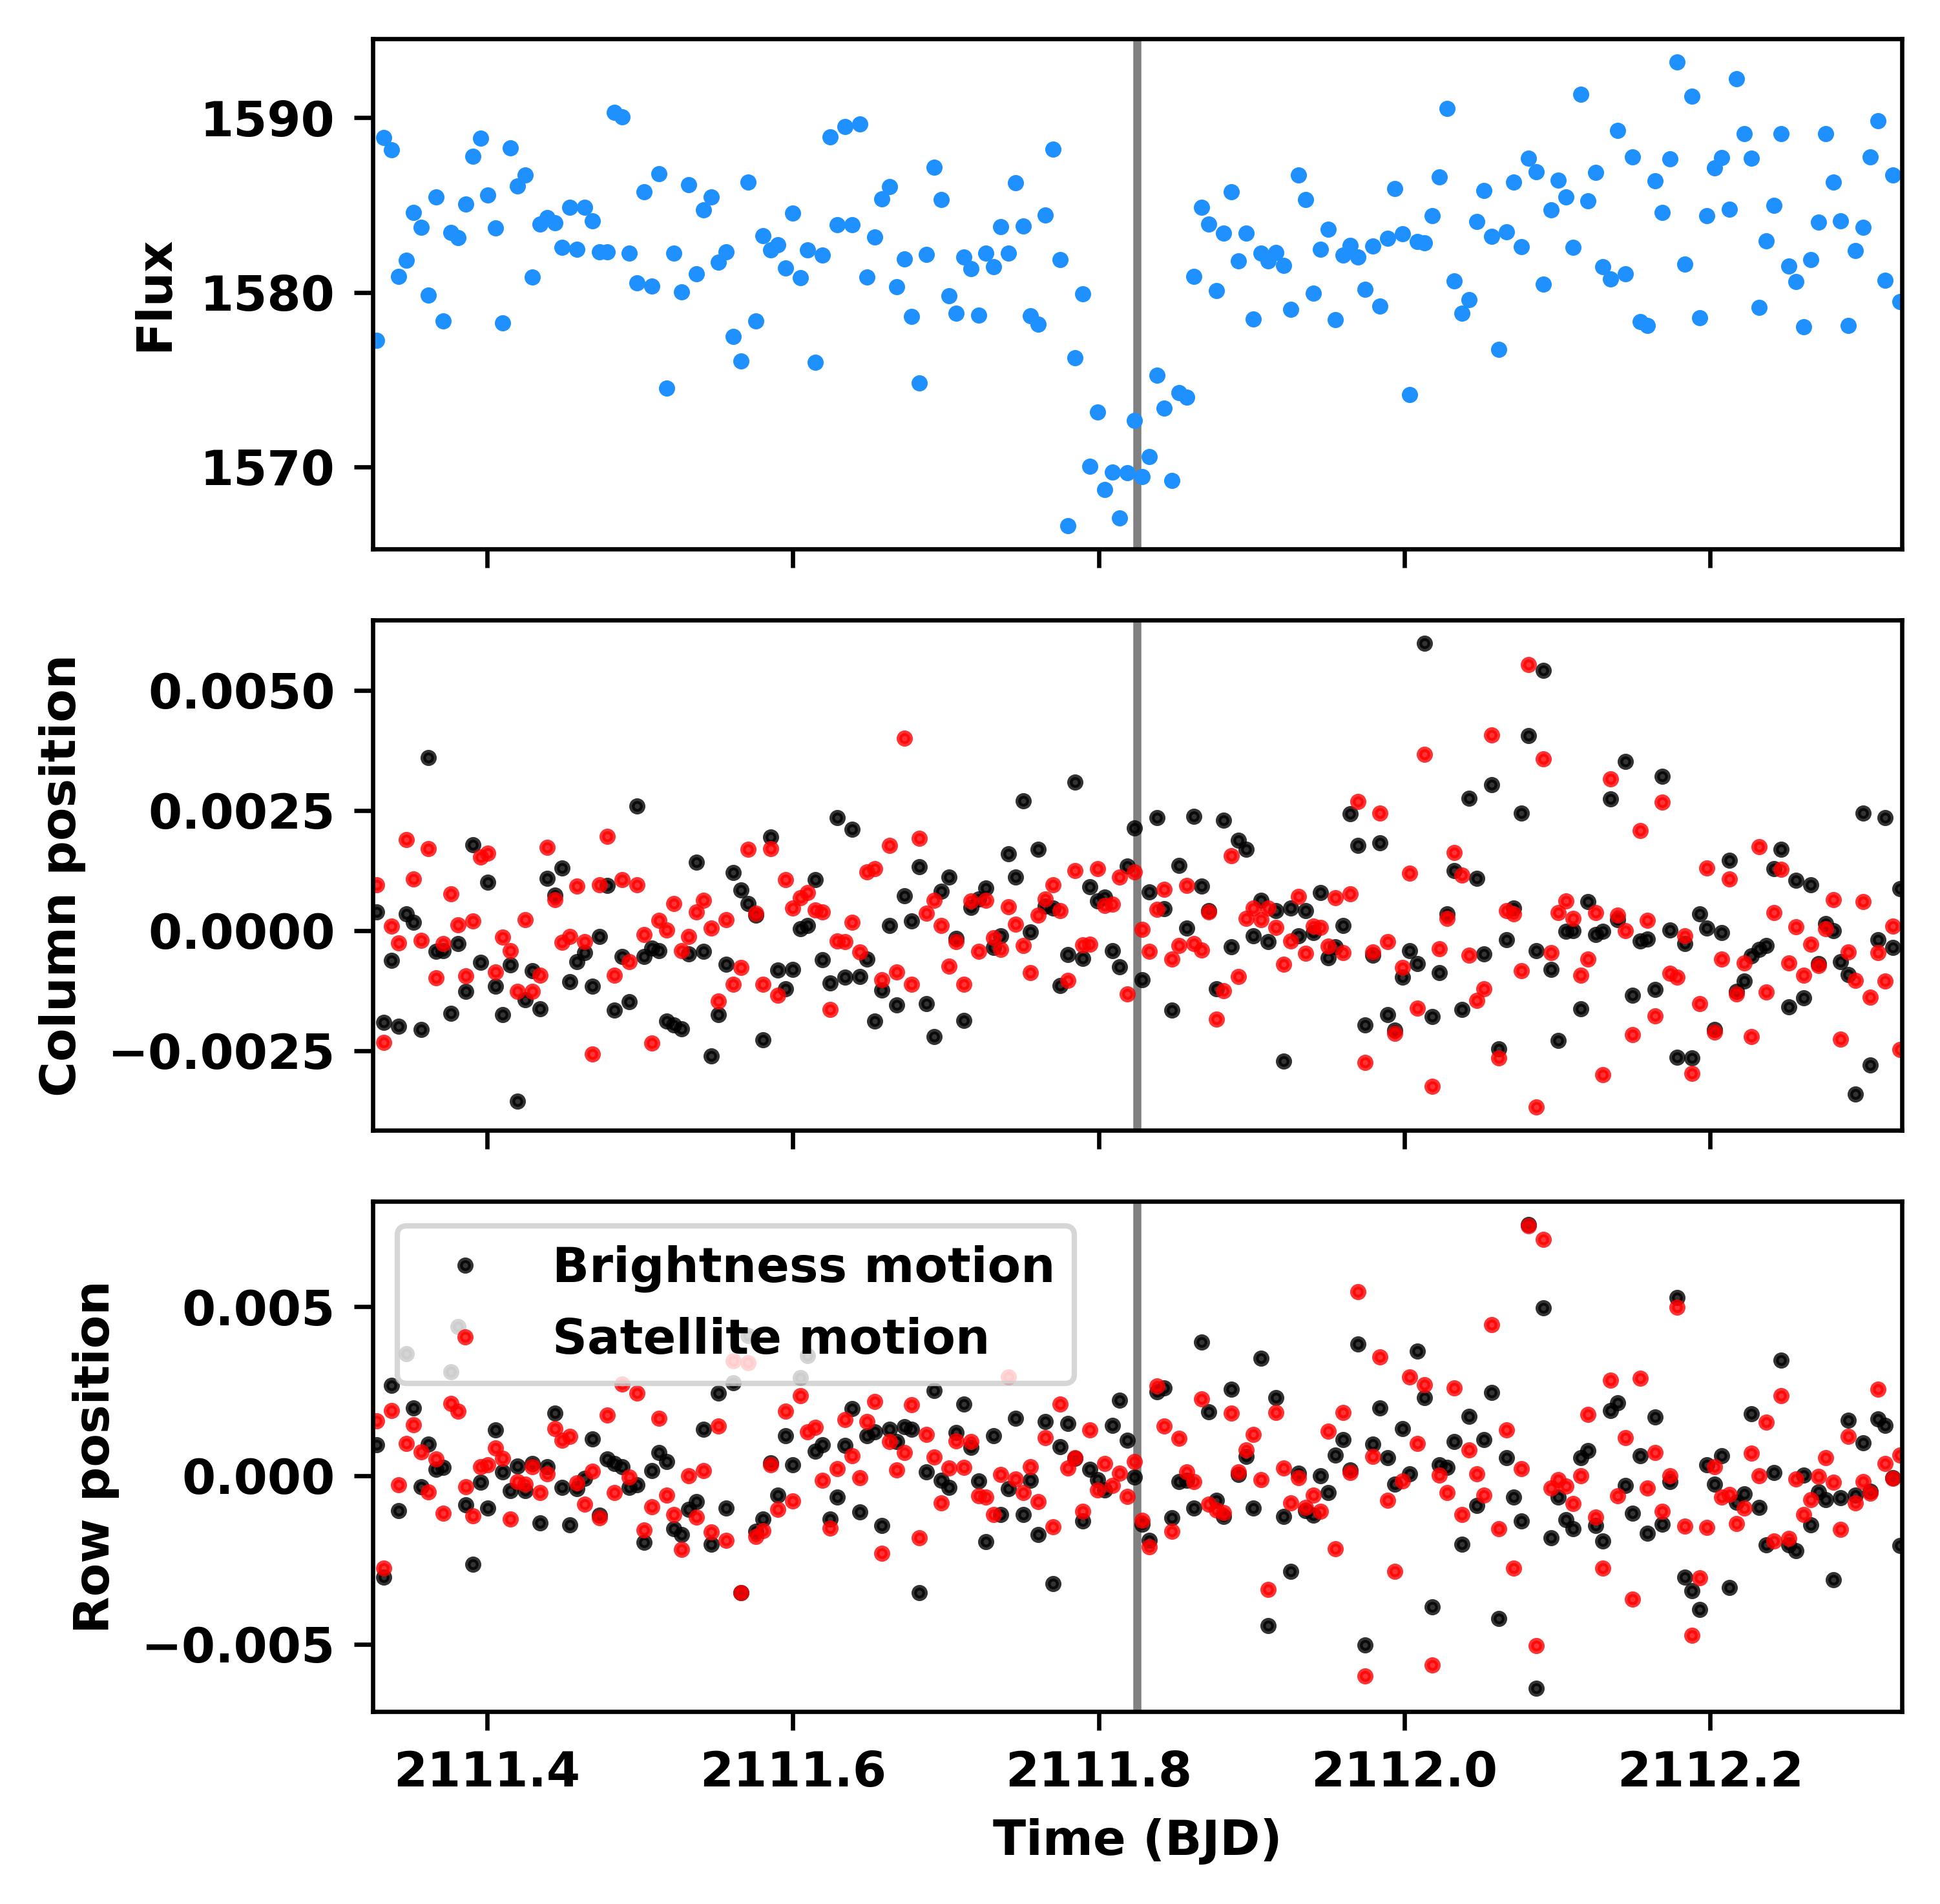 Flux
1590
1580
1570
Column position
0.0050
0.0025
0.0000
−0.0025
Row position
0.005
0.000
−0.005
Brightness motion
Satellite motion
2111.4 2111.6 2111.8 2112.0 2112.2
Time (BJD)